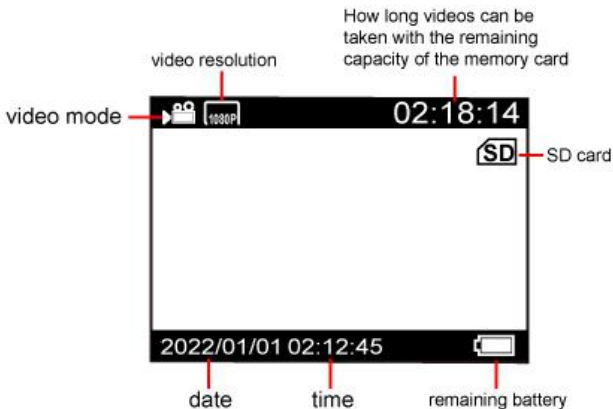 How long videos can be
taken with the remaining
capacity of the memory card
video resolution
video mode
1080P
02:18:14
SD
SD card
2022/01/01 02:12:45
date
time
remaining battery